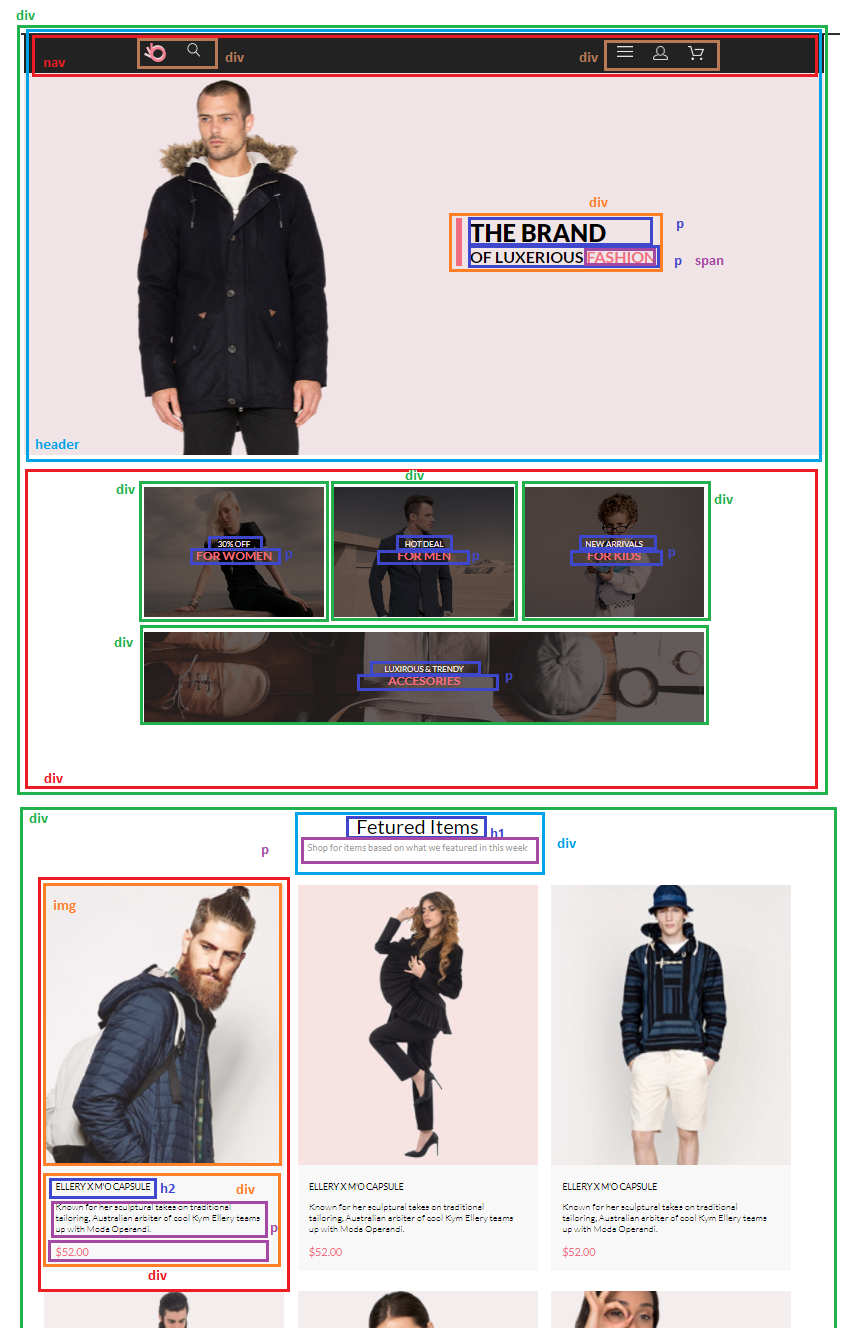 div
nav
div
div
div
THE BRAND
p
OF LUXERIOUS FASHION
p
span
header
div
div
div
30% OFF
FOR WOMEN
p
HOT DEAL
FOR MEN
p
NEW ARRIVALS
FOR KIDS
p
div
LUXIROUS & TRENDY
ACCESORIES
p
div
div
Fetured Items
h1
div
p
Shop for items based on what we featured in this week
img
ELLERY X M'O CAPSULE
h2
div
Known for her sculptural takes on traditional
tailoring, Australian arbiter of cool Kym Ellery teams
up with Moda Operandi.
p
$52.00
div
ELLERY X M'O CAPSULE
Known for her sculptural takes on traditional
tailoring, Australian arbiter of cool Kym Ellery teams
up with Moda Operandi.
$52.00
ELLERY X M'O CAPSULE
Known for her sculptural takes on traditional
tailoring, Australian arbiter of cool Kym Ellery teams
up with Moda Operandi.
$52.00